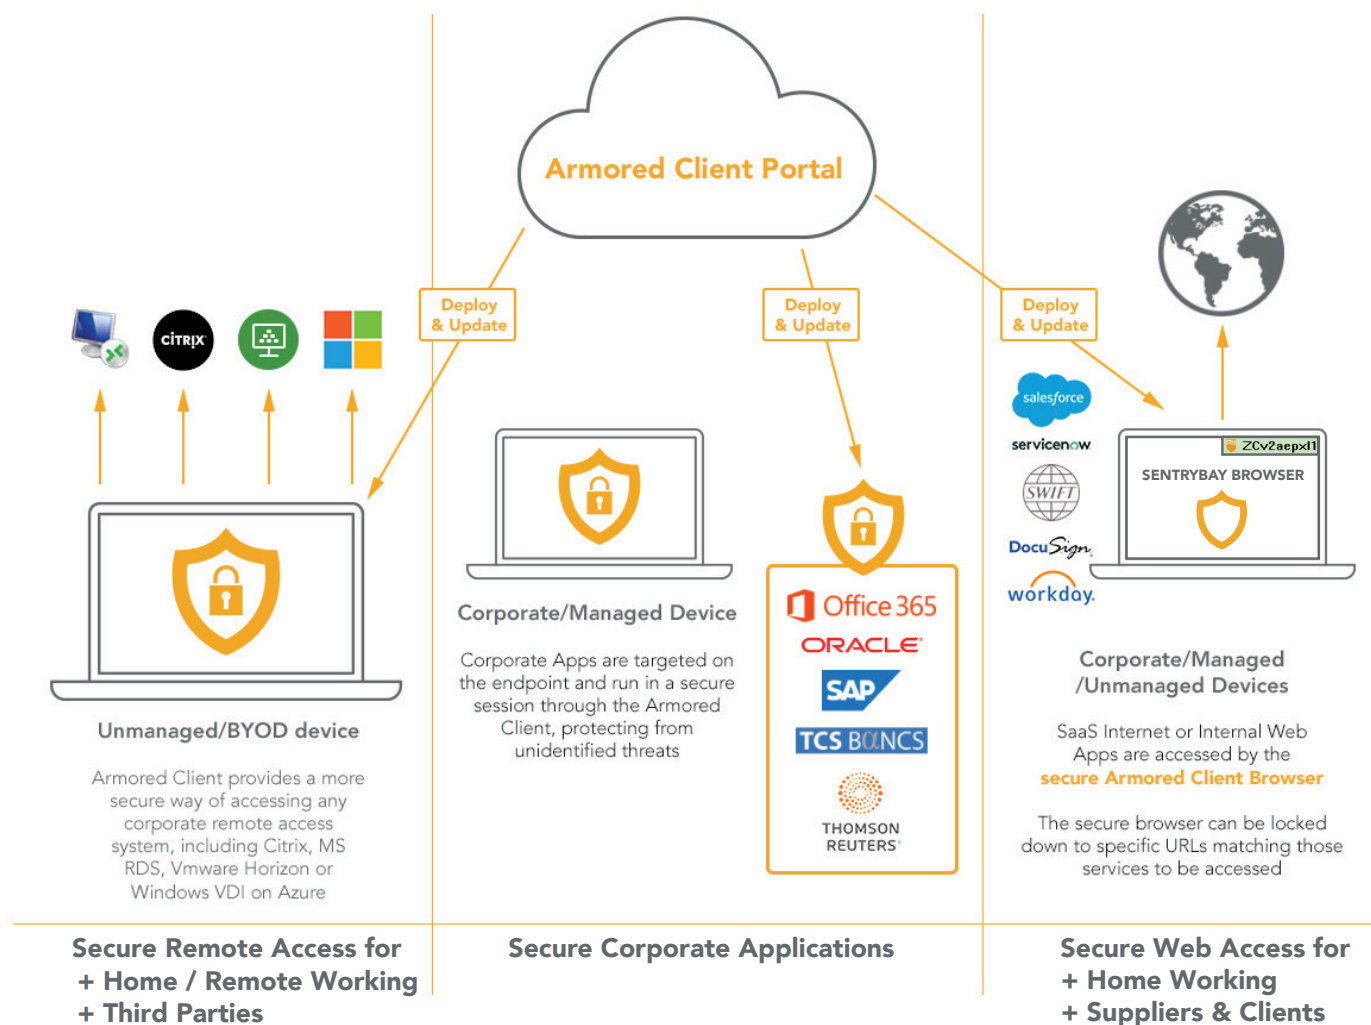 Armored Client Portal
Deploy
& Update
Deploy
& Update
Deploy
& Update
CİTRIX
Unmanaged/BYOD device
Armored Client provides a more
secure way of accessing any
corporate remote access
system, including Citrix, MS
RDS, Vmware Horizon or
Windows VDI on Azure
Secure Remote Access for
+ Home / Remote Working
+ Third Parties
Corporate/Managed Device
Corporate Apps are targeted on
the endpoint and run in a secure
session through the Armored
Client, protecting from
unidentified threats
Office 365
ORACLE
SAP
TCS BαNCS
THOMSON
REUTERS
Secure Corporate Applications
salesforce
servicenow
SWIFT
DocuSign
workday.
ZCv2aepxl1
SENTRYBAY BROWSER
Corporate/Managed
/Unmanaged Devices
SaaS Internet or Internal Web
Apps are accessed by the
secure Armored Client Browser
The secure browser can be locked
down to specific URLs matching those
services to be accessed
Secure Web Access for
+ Home Working
+ Suppliers & Clients